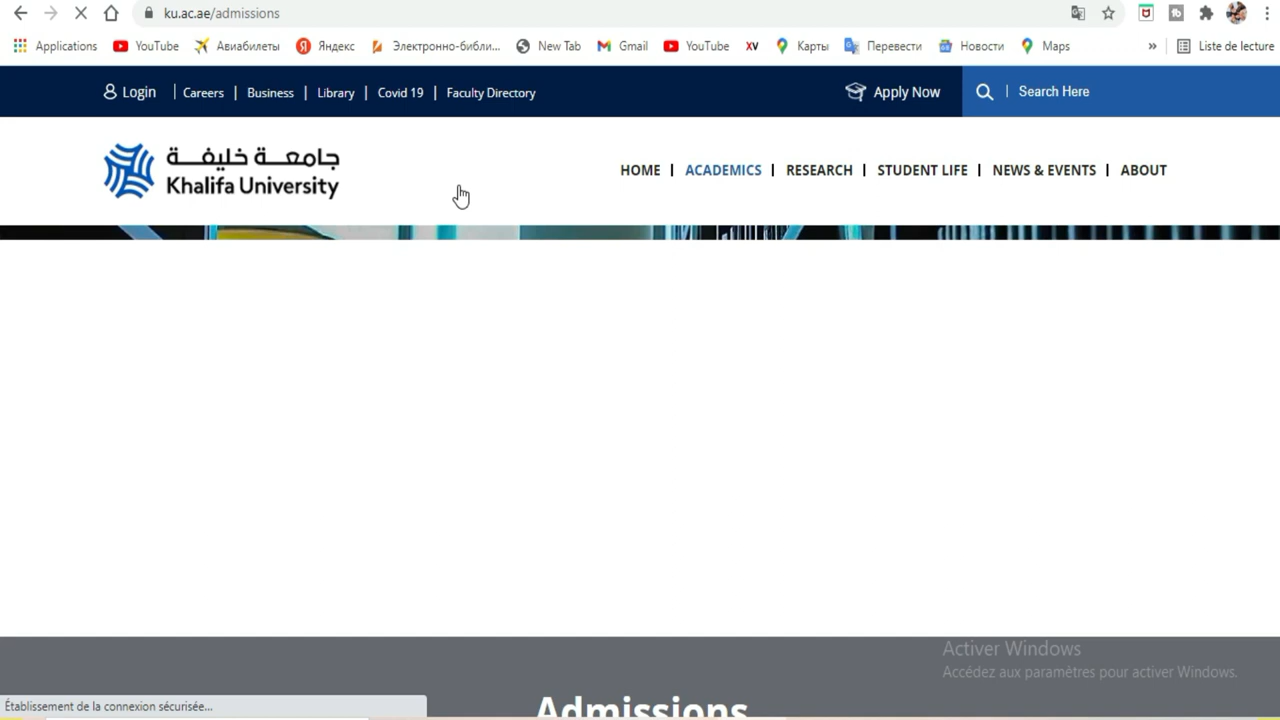 ku.ac.ae/admissions
Applications YouTube Авиабилеты Яндекс Электронно-библи... New Tab Gmail YouTube XV Карты Перевести Новости Maps » Liste de lecture
Login | Careers | Business | Library | Covid 19 | Faculty Directory Apply Now | Search Here
جامعة خليفة
Khalifa University
HOME | ACADEMICS | RESEARCH | STUDENT LIFE | NEWS & EVENTS | ABOUT
Activer Windows
Accédez aux paramètres pour activer Windows.
Établissement de la connexion sécurisée...
Admissions